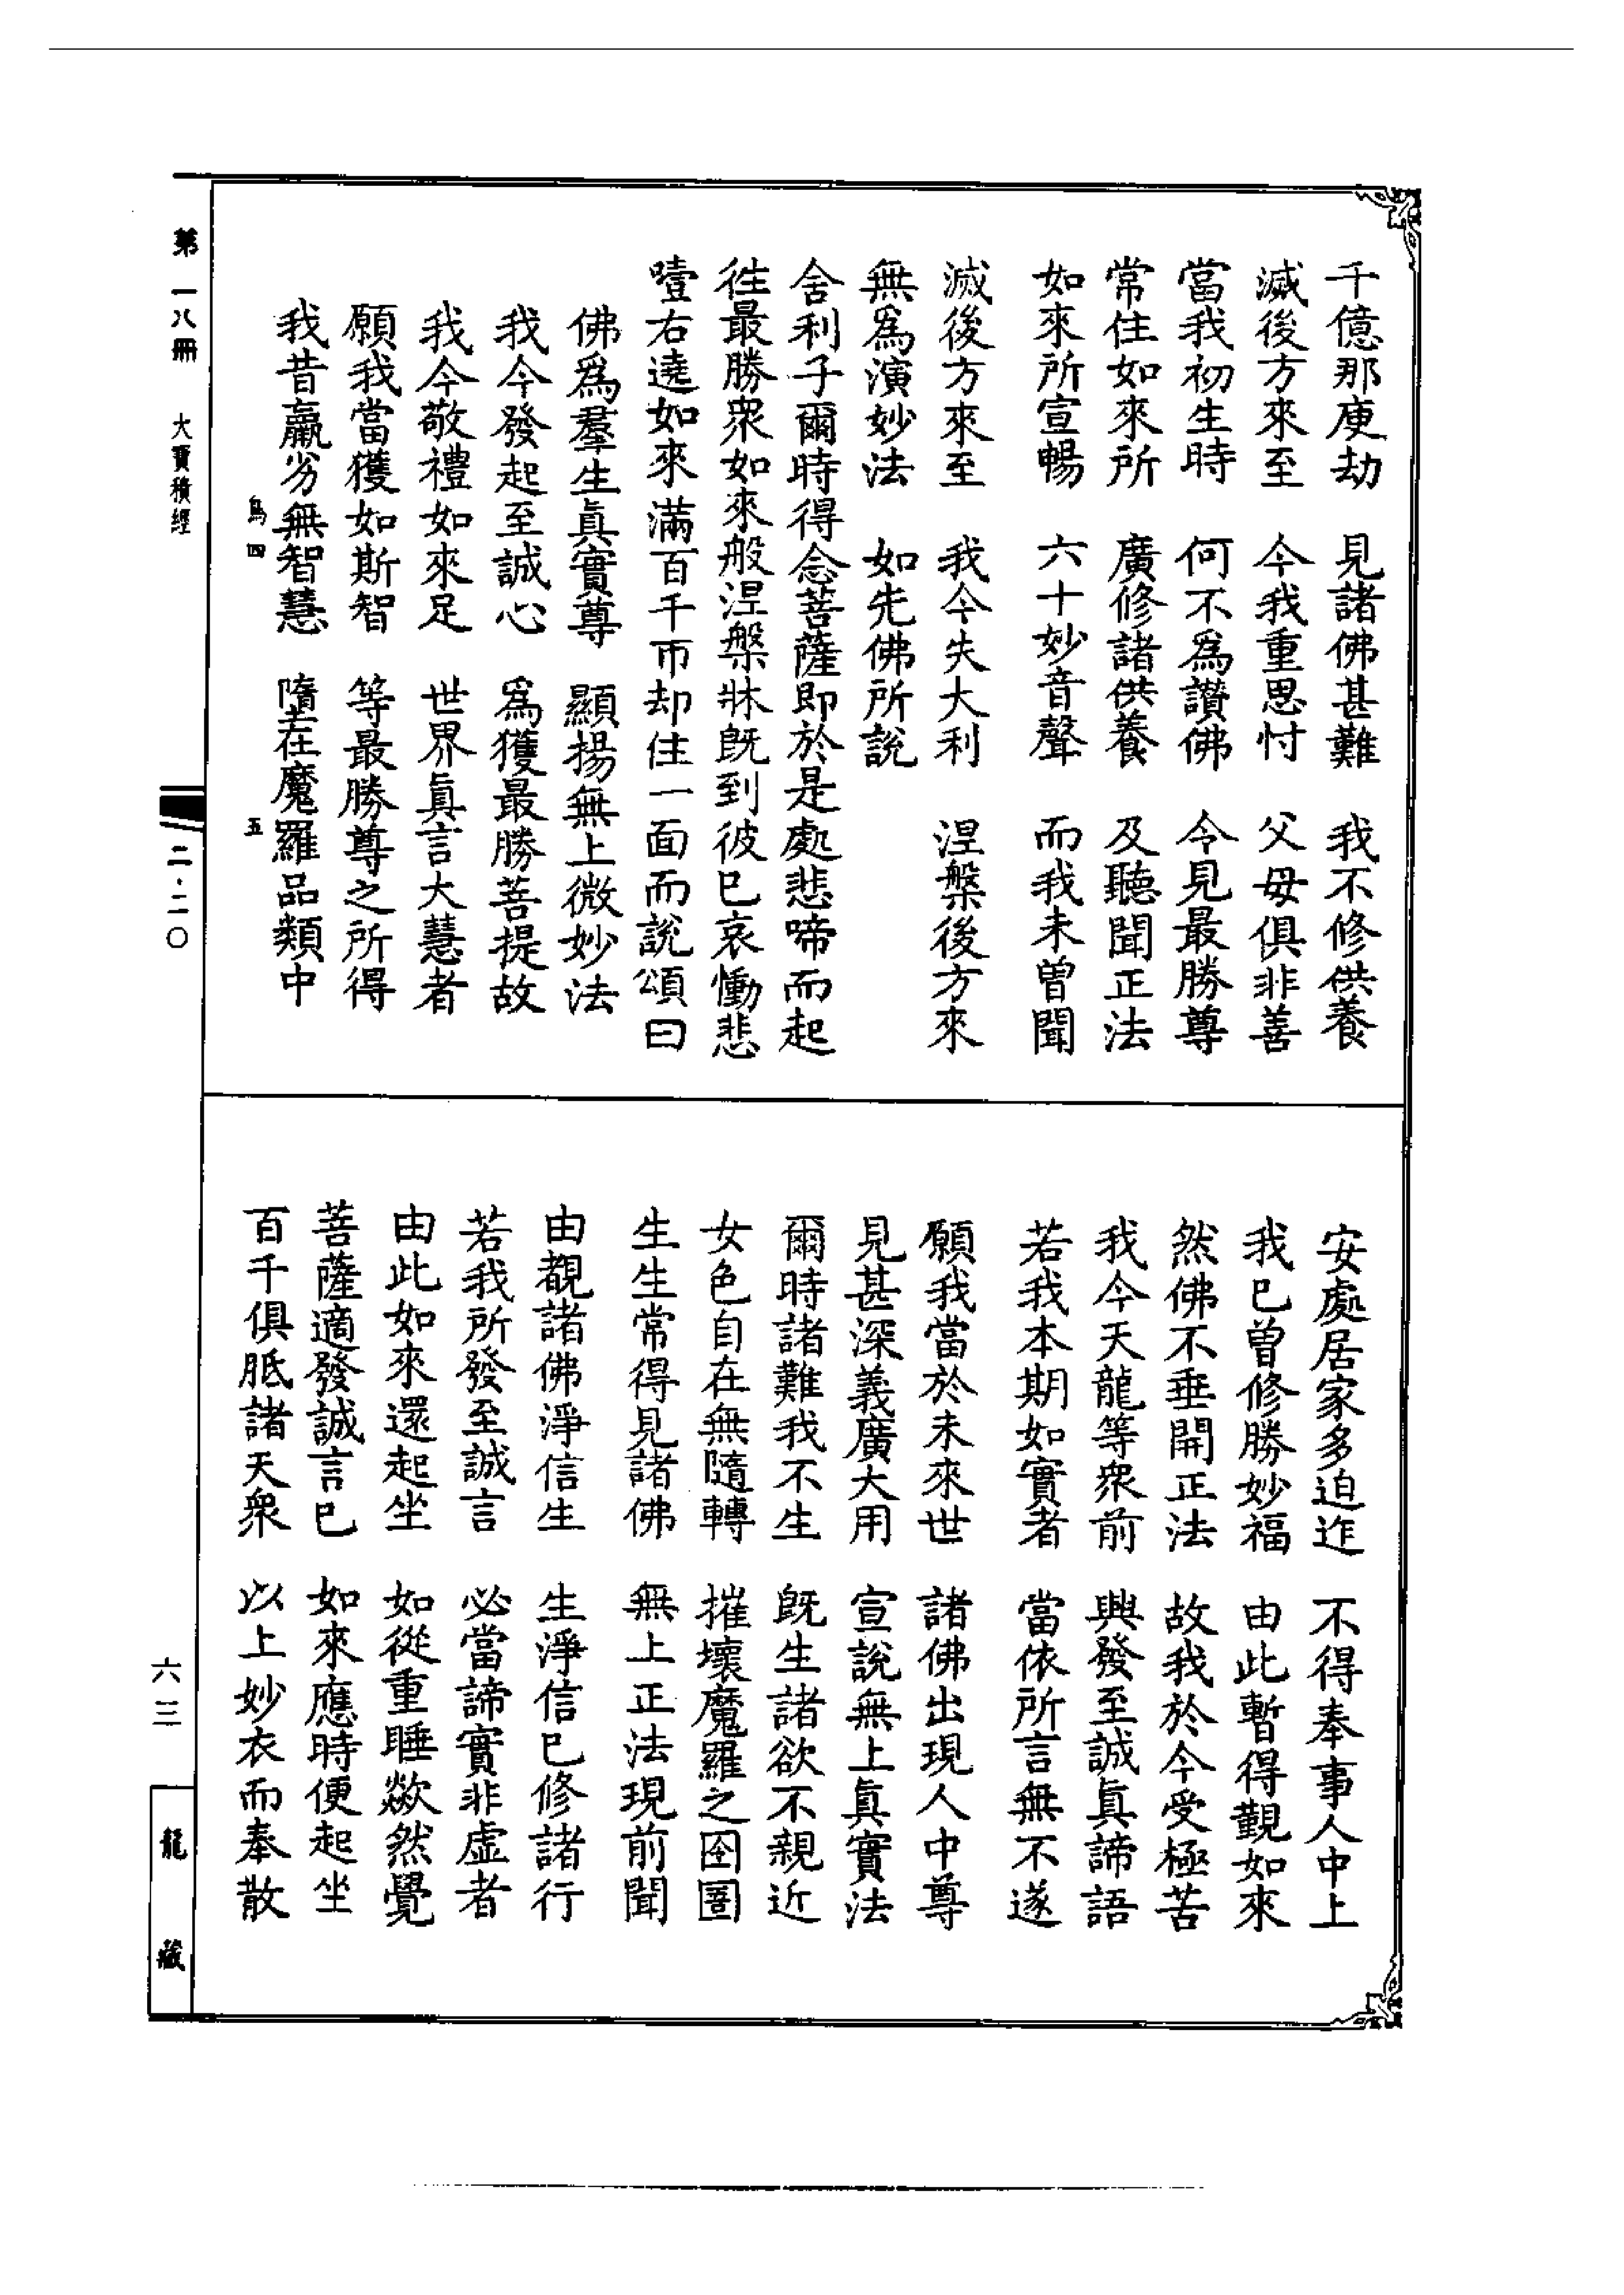 千億那庾劫　見諸佛甚難　我不修供養
滅後方來至　今我重思忖　父母俱非善
當我初生時　何不爲讚佛　今見最勝尊
常住如來所　廣修諸供養　及聽聞正法
如來所宣暢　六十妙音聲　而我未曾聞
滅後方來至　我今失大利　涅槃後方來
無爲演妙法　如先佛所說
舍利子爾時得念菩薩即於是處悲啼而起
徃最勝衆如來般涅槃牀旣到彼已哀慟悲
噎右遶如來滿百千帀却住一面而說頌曰
佛爲羣生眞實尊　顯揚無上微妙法
我今發起至誠心　爲獲最勝菩提故
我今敬禮如來足　世界眞言大慧者
願我當獲如斯智　等最勝尊之所得
我昔羸劣無智慧　墮在魔羅品類中
鳥四　五
安處居家多迫迮　不得奉事人中上
我已曾修勝妙福　由此暫得覲如來
然佛不垂開正法　故我於今受極苦
我今天龍等衆前　興發至誠眞諦語
若我本期如實者　當依所言無不遂
願我當於未來世　諸佛出現人中尊
見甚深義廣大用　宣說無上眞實法
爾時諸難我不生　旣生諸欲不親近
女色自在無隨轉　摧壞魔羅之囹圄
生生常得見諸佛　無上正法現前聞
由覩諸佛淨信生　生淨信已修諸行
若我所發至誠言　必當諦實非虛者
由此如來還起坐　如從重睡歘然覺
菩薩適發誠言已　如來應時便起坐
百千俱胝諸天衆　以上妙衣而奉散
第一八冊　大寶積經　二·二〇　六三　龍藏